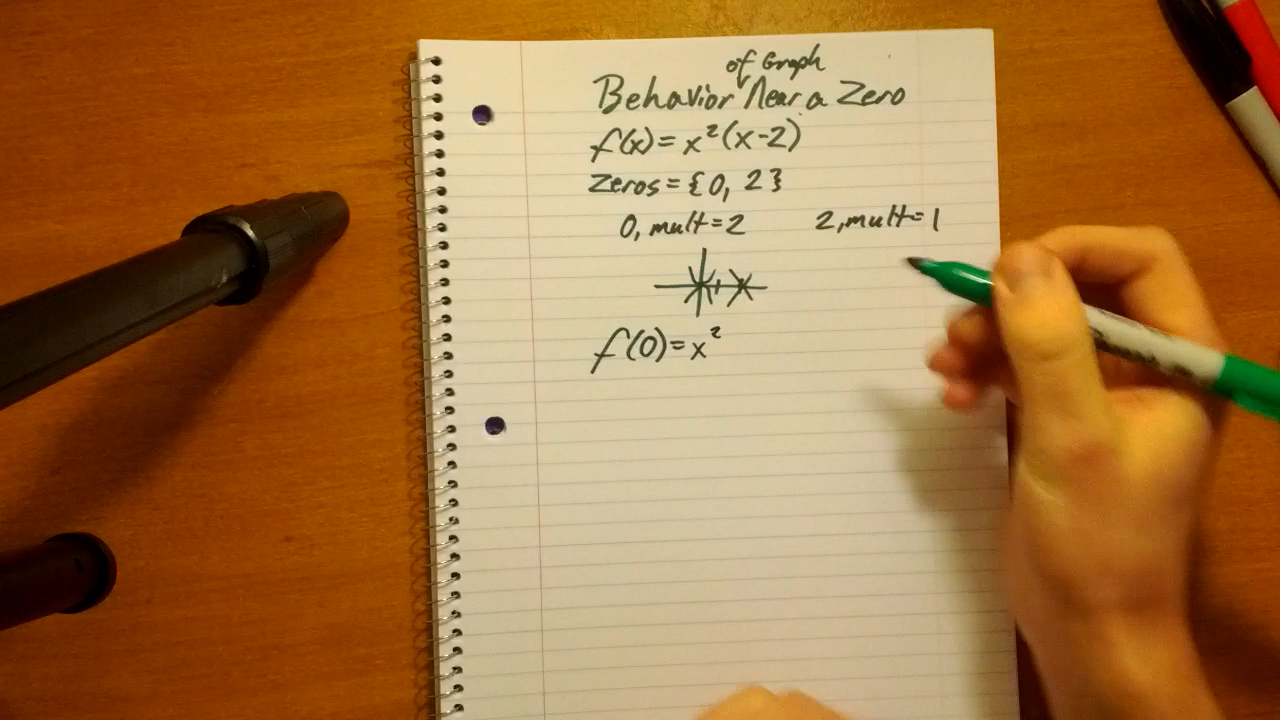 Behavior of Graph Near a Zero
f(x) = x²(x-2)
Zeros = {0, 2}
0, mult = 2 2, mult = 1
f(0) = x²